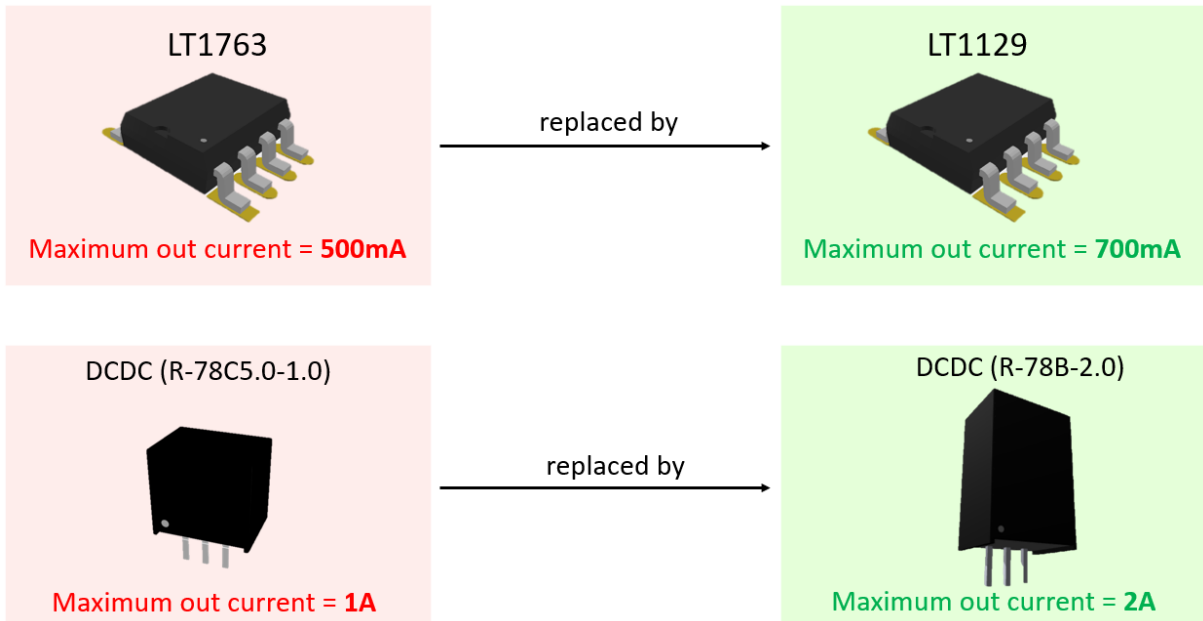 LT1763
LT1129
replaced by
Maximum out current = 500mA
Maximum out current = 700mA
DCDC (R-78C5.0-1.0)
DCDC (R-78B-2.0)
replaced by
Maximum out current = 1A
Maximum out current = 2A